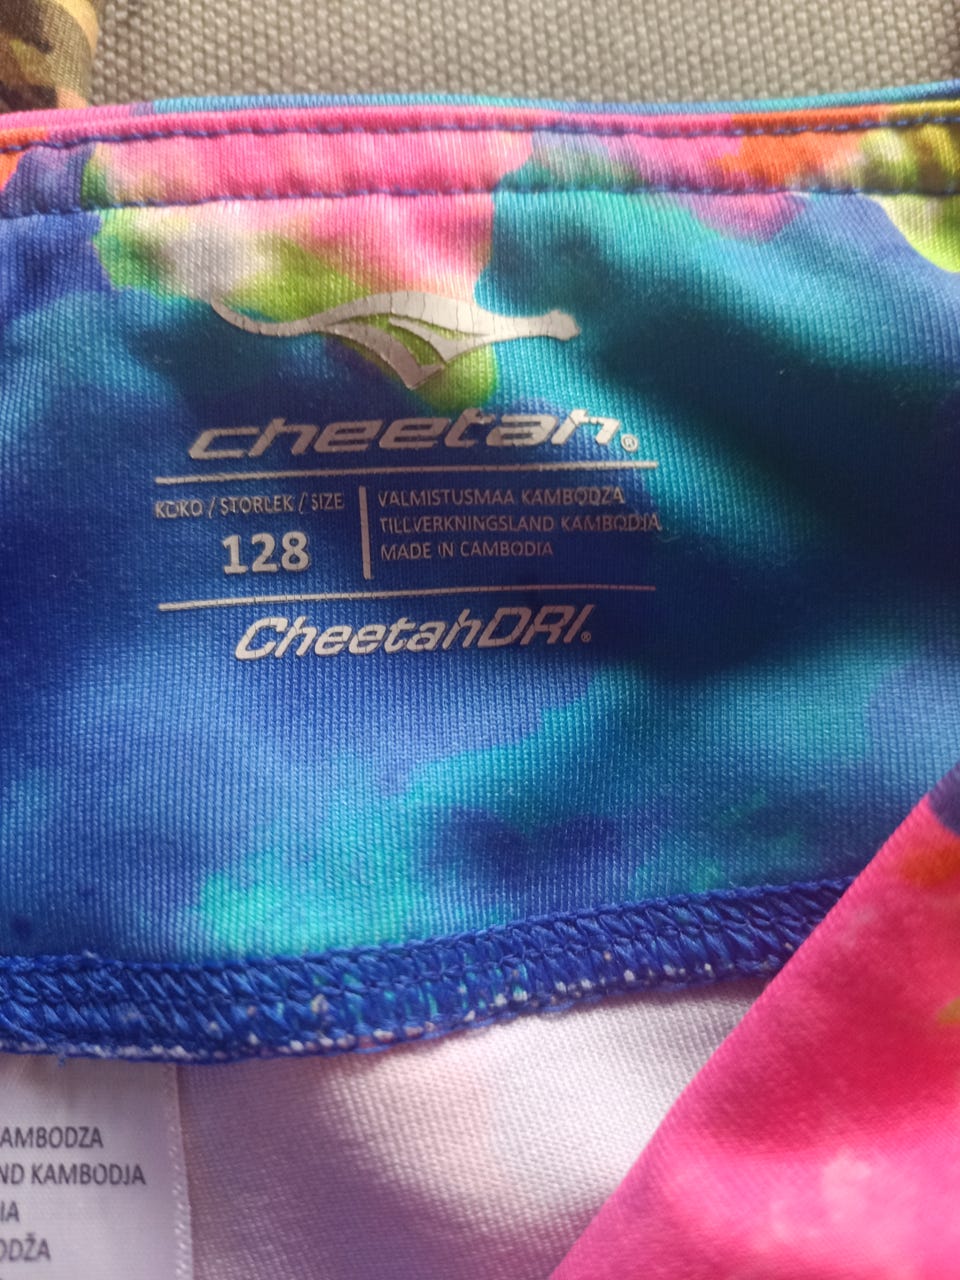 cheetah®
KOKO / STORLEK / SIZE
128
VALMISTUSMAA KAMBODZA
TILLVERKNINGSLAND KAMBODJA
MADE IN CAMBODIA
CheetahDRI®
AMBODZA
ND KAMBODJA
IA
ODŽA